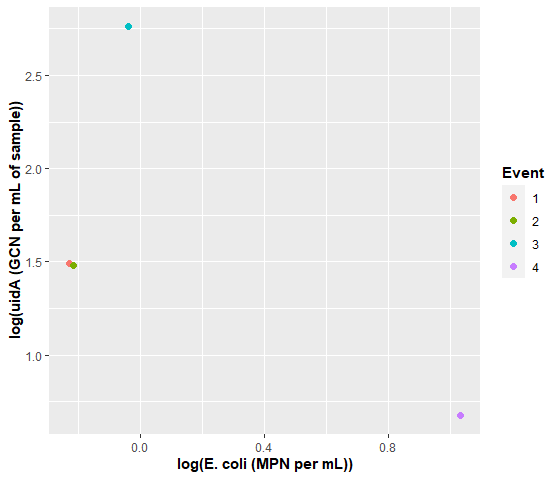 2.5
2.0
1.5
1.0
log(uidA (GCN per mL of sample))
0.0 0.4 0.8
log(E. coli (MPN per mL))
Event
1
2
3
4